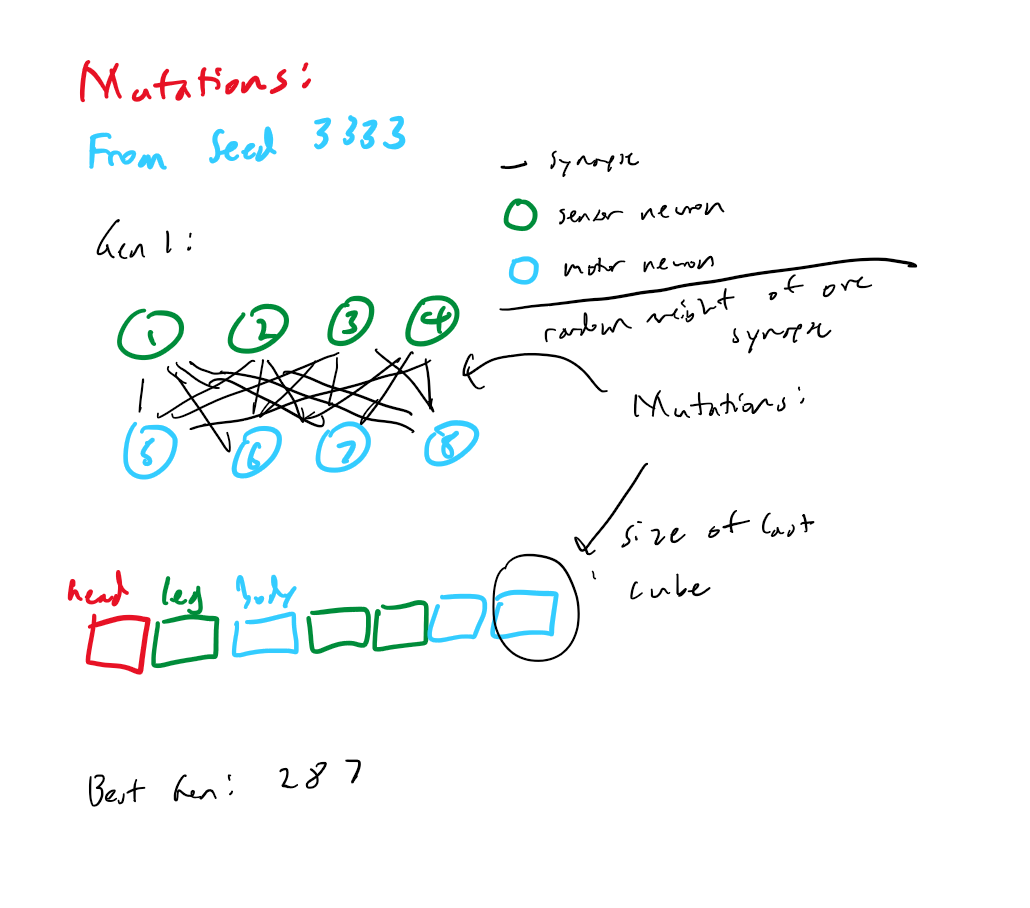 Mutations:
From Seed 3333
synapse
sensor neuron
motor neuron
Gen 1:
random weight of one
synapse
1 2 3 4
Mutations:
5 6 7 8
size of last
cube
head leg body
Best Gen: 287